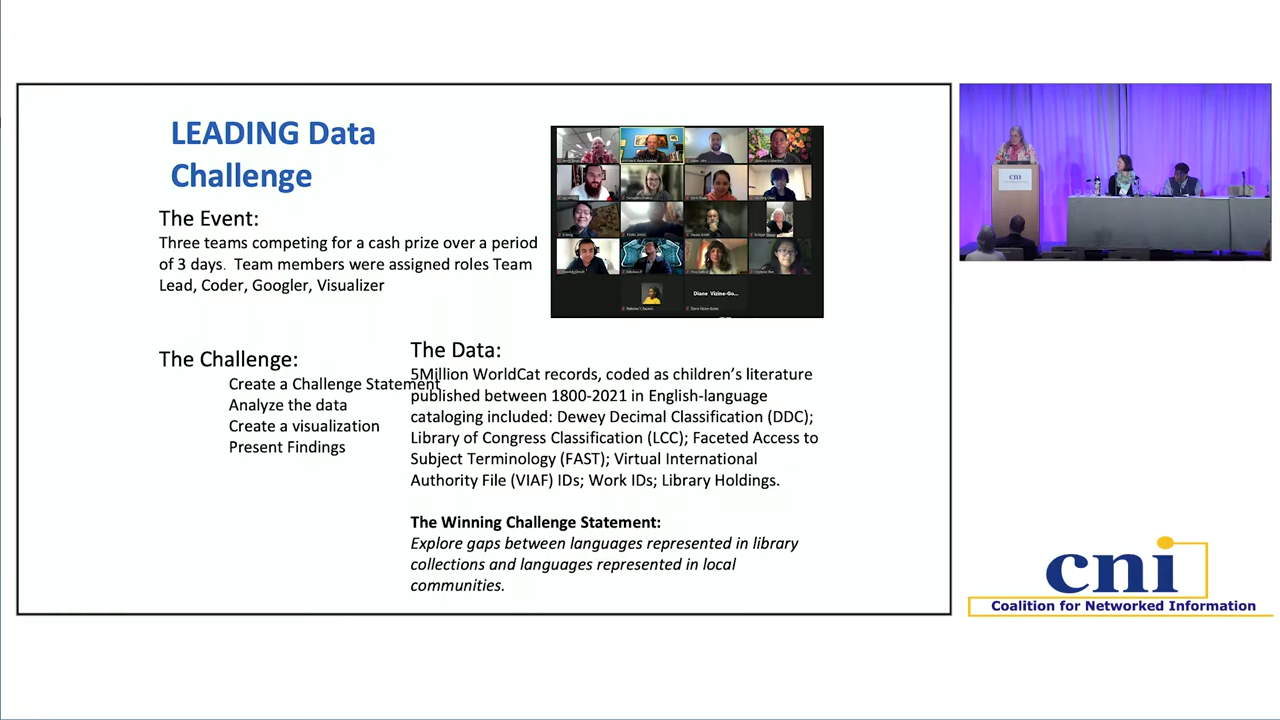 LEADING Data
Challenge
The Event:
Three teams competing for a cash prize over a period
of 3 days.  Team members were assigned roles Team
Lead, Coder, Googler, Visualizer
The Challenge:
Create a Challenge Statement
Analyze the data
Create a visualization
Present Findings
Diane Vizine-Go...
The Data:
5Million WorldCat records, coded as children’s literature
published between 1800-2021 in English-language
cataloging included: Dewey Decimal Classification (DDC);
Library of Congress Classification (LCC); Faceted Access to
Subject Terminology (FAST); Virtual International
Authority File (VIAF) IDs; Work IDs; Library Holdings.
The Winning Challenge Statement:
Explore gaps between languages represented in library
collections and languages represented in local
communities.
cni
cni
Coalition for Networked Information